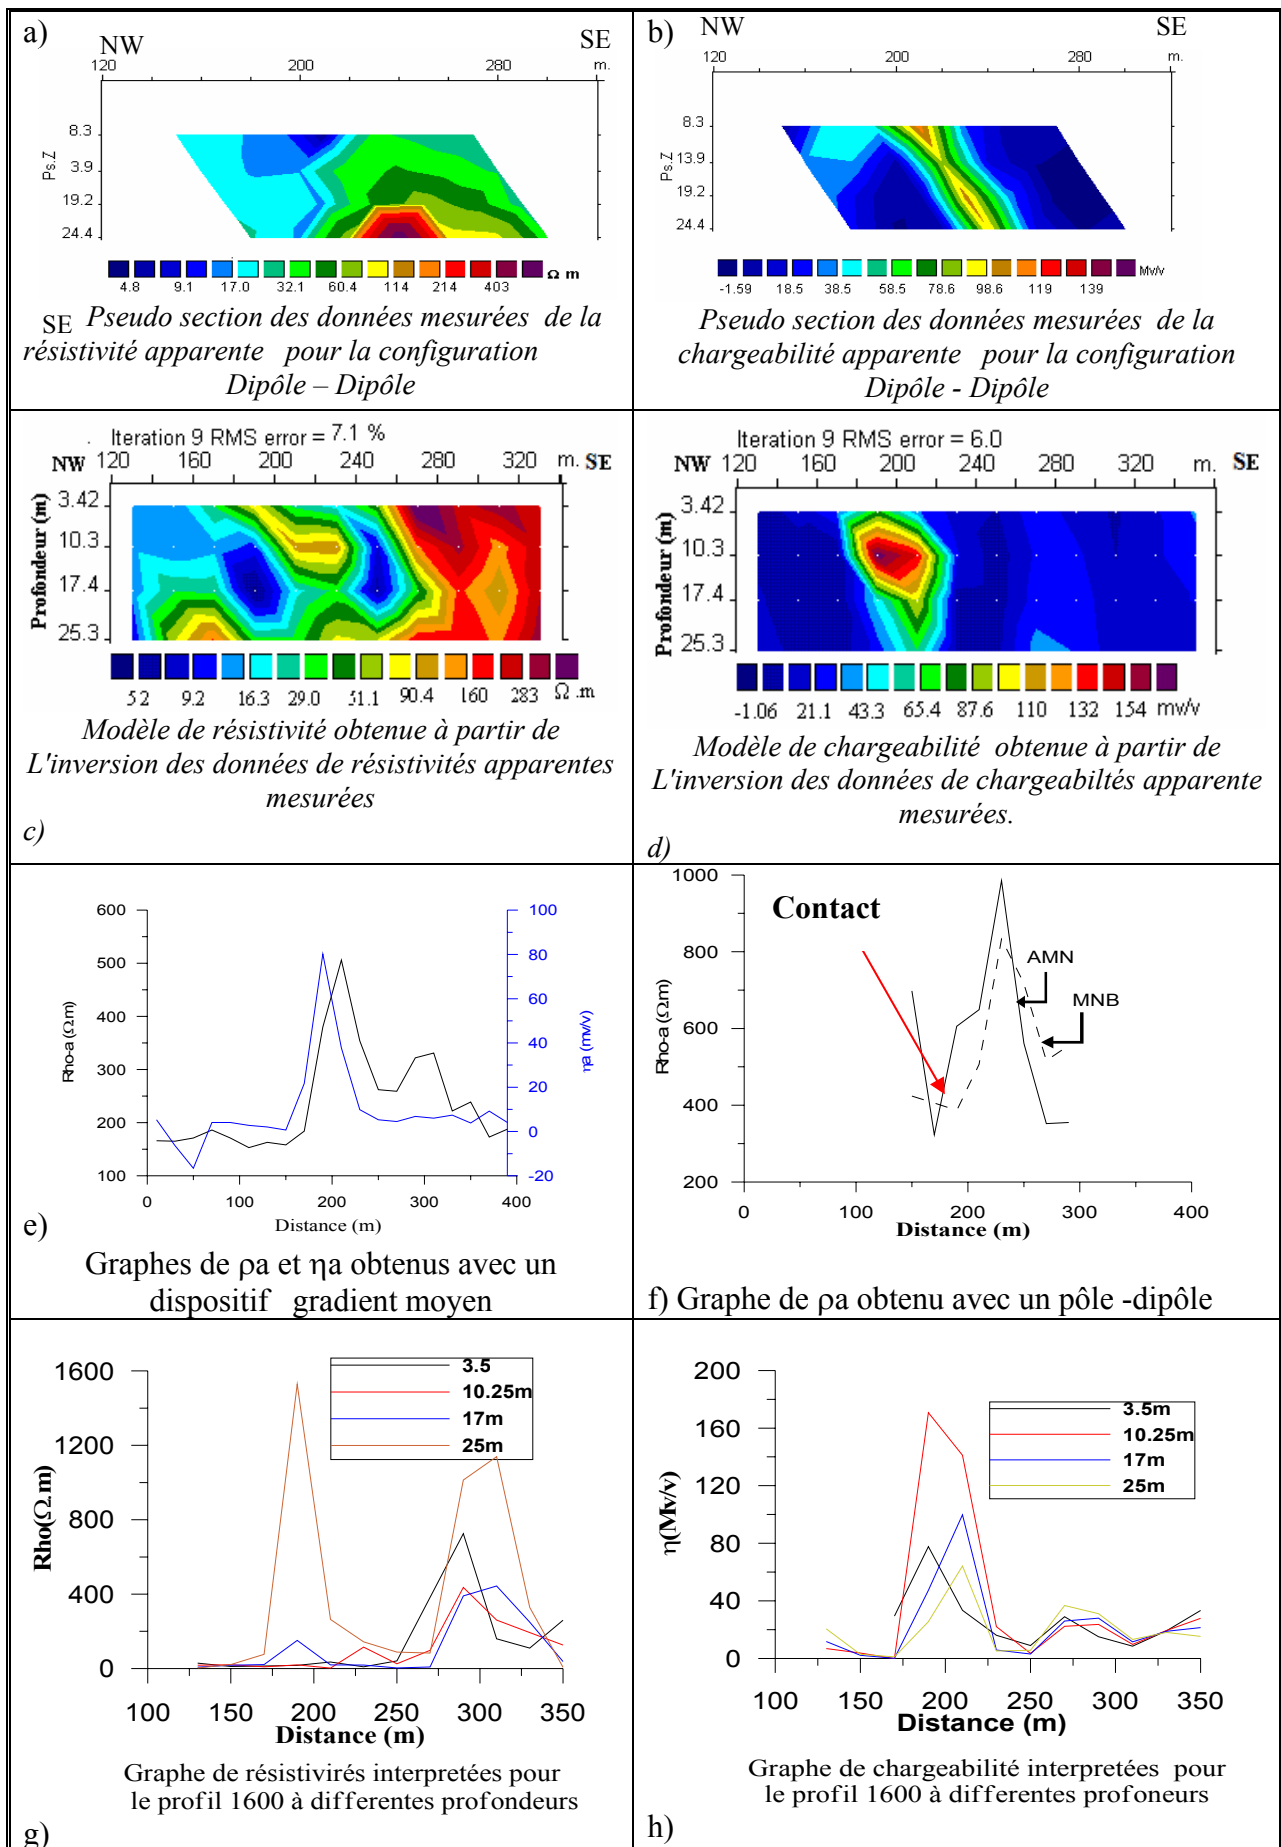 a)
NW
SE
120
200
280
m.
Ps.Z
8.3
3.9
19.2
24.4
4.8 9.1 17.0 32.1 60.4 114 214 403 Ω m
SE Pseudo section des données mesurées de la
résistivité apparente pour la configuration
Dipôle – Dipôle
b)
NW
SE
120
200
280
m.
Ps.Z
8.3
13.9
19.2
24.4
-1.59 18.5 38.5 58.5 78.6 98.6 119 139 Mv/v
Pseudo section des données mesurées de la
chargeabilité apparente pour la configuration
Dipôle - Dipôle
. Iteration 9 RMS error = 7.1 %
NW 120 160 200 240 280 320 m. SE
Profondeur (m)
3.42
10.3
17.4
25.3
52 9.2 16.3 29.0 51.1 90.4 160 283 Ω .m
Modèle de résistivité obtenue à partir de
L'inversion des données de résistivités apparentes
mesurées
c)
Iteration 9 RMS error = 6.0
NW 120 160 200 240 280 320 m. SE
Profondeur (m)
3.42
10.3
17.4
25.3
-1.06 21.1 43.3 65.4 87.6 110 132 154 mv/v
Modèle de chargeabilité obtenue à partir de
L'inversion des données de chargeabiltés apparente
mesurées.
d)
600
500
400
300
200
100
Rho-a (Ωm)
100
80
60
40
20
0
-20
ηa (mv/v)
0 100 200 300 400
Distance (m)
e)
Graphes de ρa et ηa obtenus avec un
dispositif gradient moyen
1000
800
600
400
200
Rho-a (Ωm)
Contact
AMN
MNB
0 100 200 300 400
Distance (m)
f) Graphe de ρa obtenu avec un pôle -dipôle
1600
1200
800
400
0
Rho(Ω.m)
3.5
10.25m
17m
25m
100 150 200 250 300 350
Distance (m)
Graphe de résistivirés interpretées pour
le profil 1600 à differentes profondeurs
g)
200
160
120
80
40
0
η(Mv/v)
3.5m
10.25m
17m
25m
100 150 200 250 300 350
Distance (m)
Graphe de chargeabilité interpretées pour
le profil 1600 à differentes profoneurs
h)